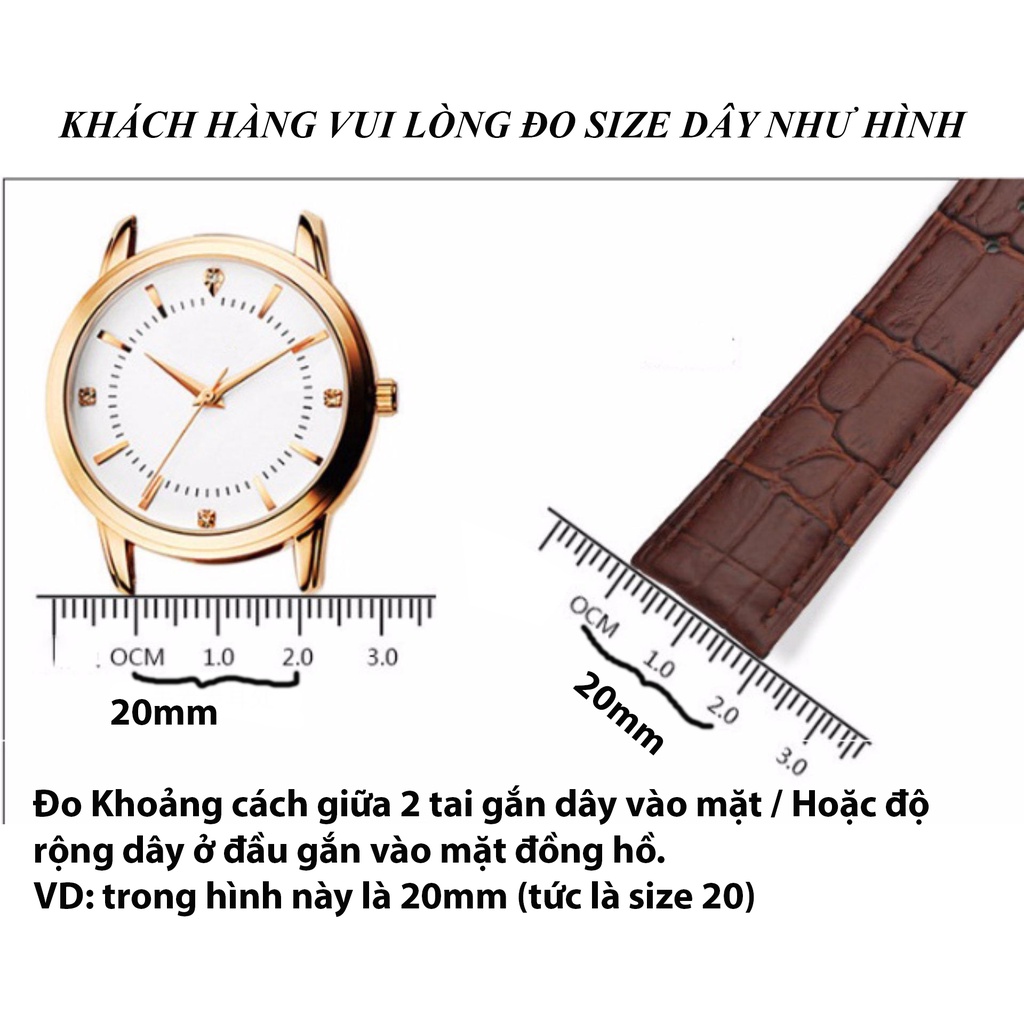 KHÁCH HÀNG VUI LÒNG ĐO SIZE DÂY NHƯ HÌNH
OCM 1.0 2.0 3.0
20mm
OCM 1.0 2.0 3.0
20mm
Đo Khoảng cách giữa 2 tai gắn dây vào mặt / Hoặc độ
rộng dây ở đầu gắn vào mặt đồng hồ.
VD: trong hình này là 20mm (tức là size 20)